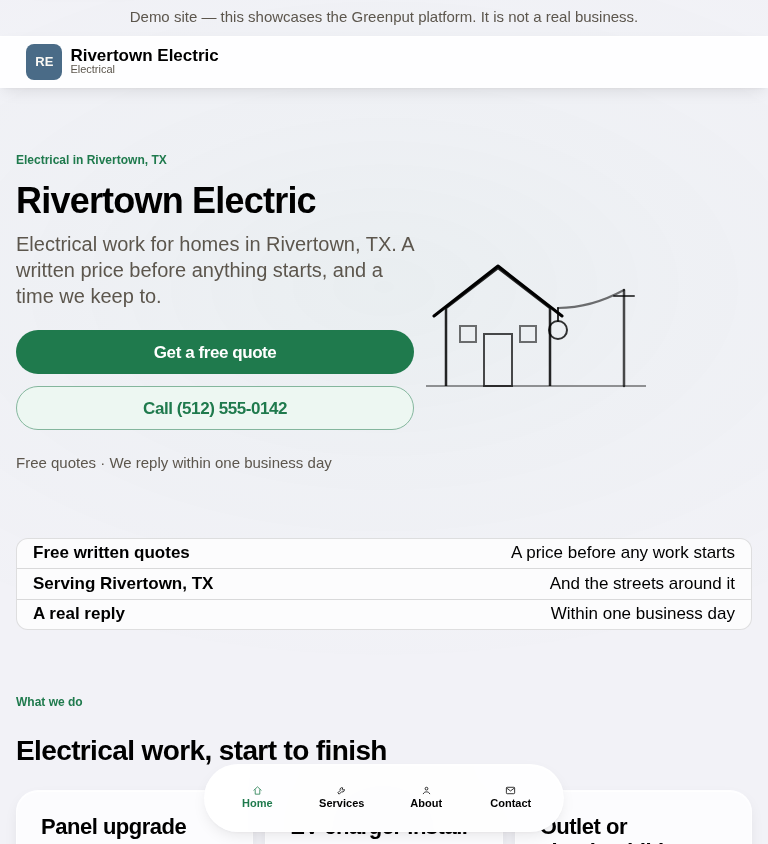 Demo site — this showcases the Greenput platform. It is not a real business.
RE
Rivertown Electric
Electrical
Electrical in Rivertown, TX
Rivertown Electric
Electrical work for homes in Rivertown, TX. A
written price before anything starts, and a
time we keep to.
Get a free quote
Call (512) 555-0142
Free quotes · We reply within one business day
Free written quotes
A price before any work starts
Serving Rivertown, TX
And the streets around it
A real reply
Within one business day
What we do
Electrical work, start to finish
Panel upgrade
Outlet or
Home
Services
About
Contact